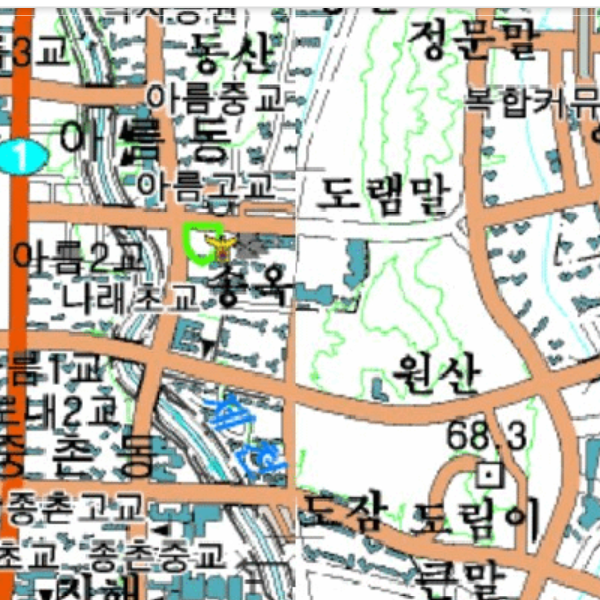 동산
정문말
름3교
아름중교
복합커뮤
아름동
1
아름고교
도램말
아름2교
종옥
나래초교
름1교
원산
내2교
68.3
종촌동
종촌고교
도잠
도림이
초교
종촌중교
큰말